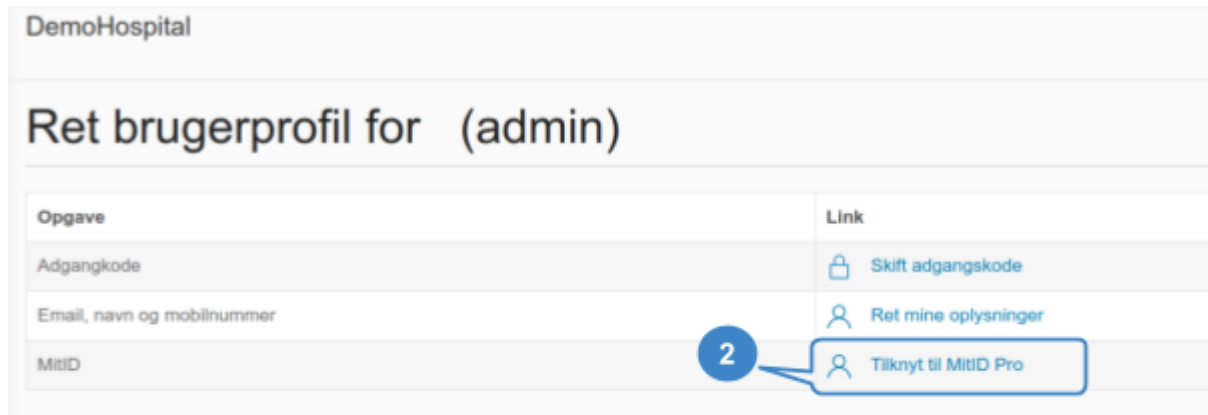 DemoHospital
Ret brugerprofil for (admin)
Opgave Link
Adgangkode Skift adgangskode
Email, navn og mobilnummer Ret mine oplysninger
MitID 2 Tilknyt til MitID Pro